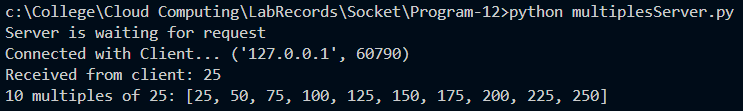 c:\College\Cloud Computing\LabRecords\Socket\Program-12>python multiplesServer.py
Server is waiting for request
Connected with Client... ('127.0.0.1', 60790)
Received from client: 25
10 multiples of 25: [25, 50, 75, 100, 125, 150, 175, 200, 225, 250]